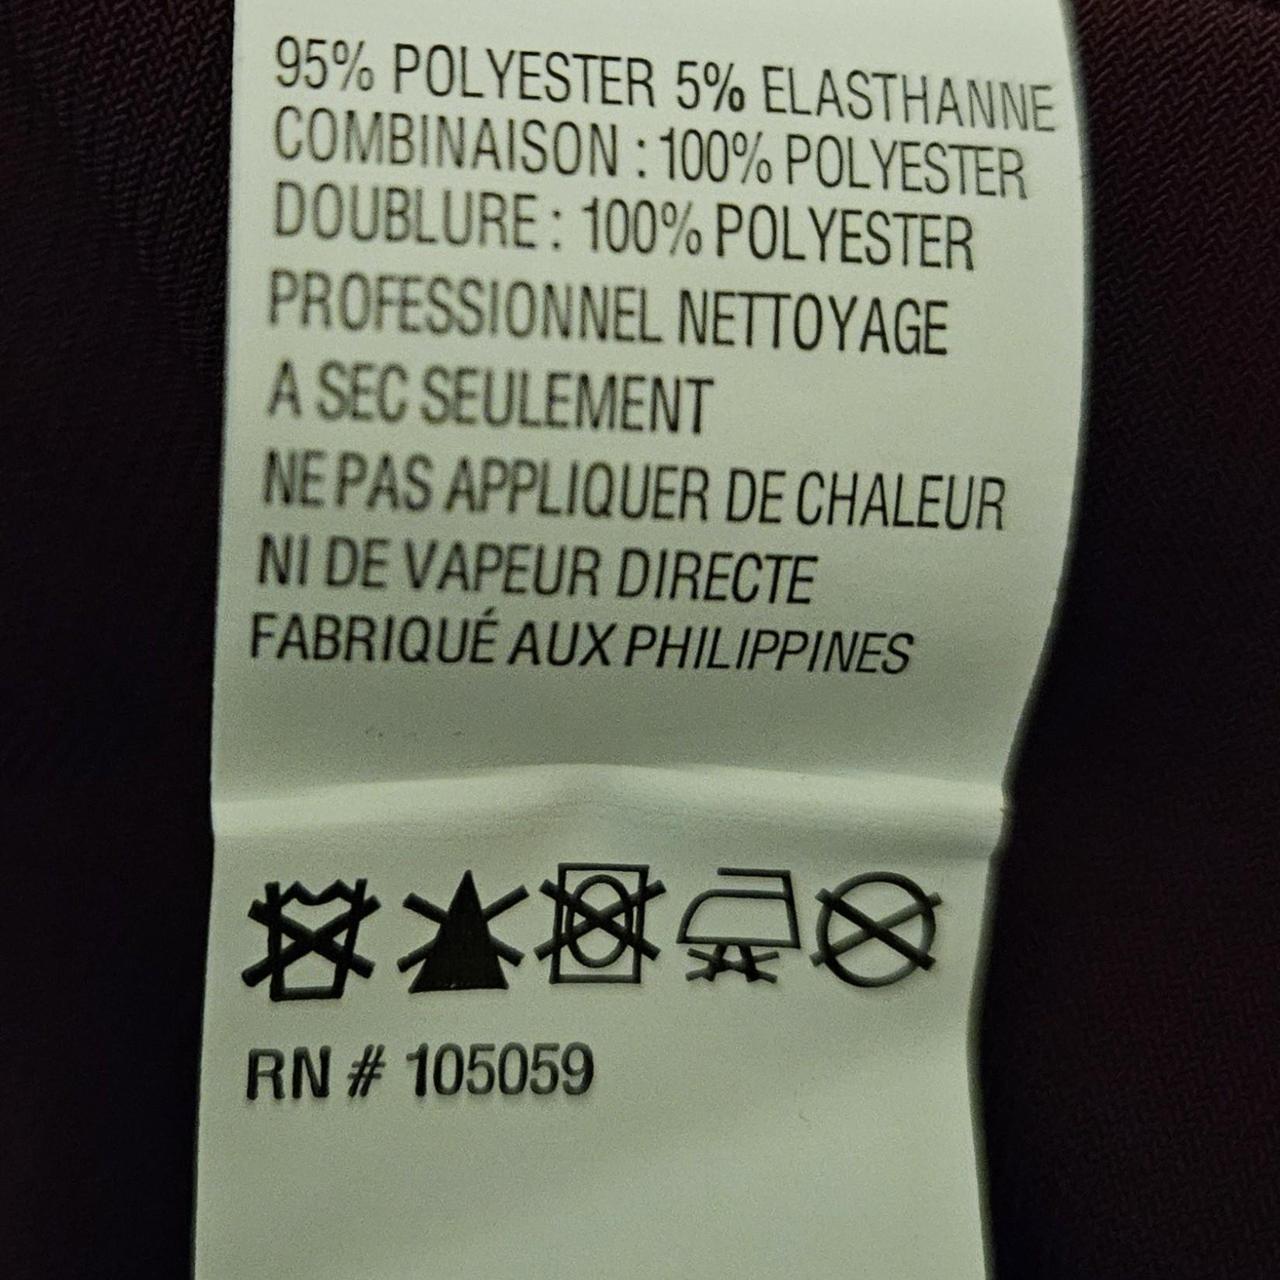 95% POLYESTER 5% ELASTHANNE
COMBINAISON : 100% POLYESTER
DOUBLURE : 100% POLYESTER
PROFESSIONNEL NETTOYAGE
A SEC SEULEMENT
NE PAS APPLIQUER DE CHALEUR
NI DE VAPEUR DIRECTE
FABRIQUÉ AUX PHILIPPINES
RN # 105059